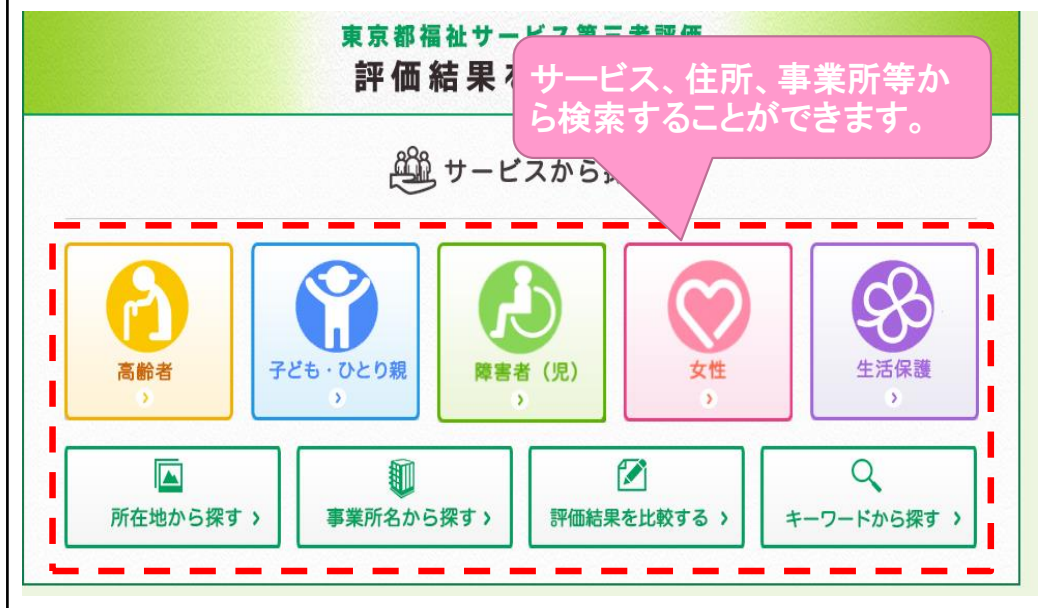 東京都福祉サービス第三者評価
評価結果
サービス、住所、事業所等か
ら検索することができます。
サービスから探
高齢者
子ども・ひとり親
障害者（児）
女性
生活保護
所在地から探す
事業所名から探す
評価結果を比較する
キーワードから探す